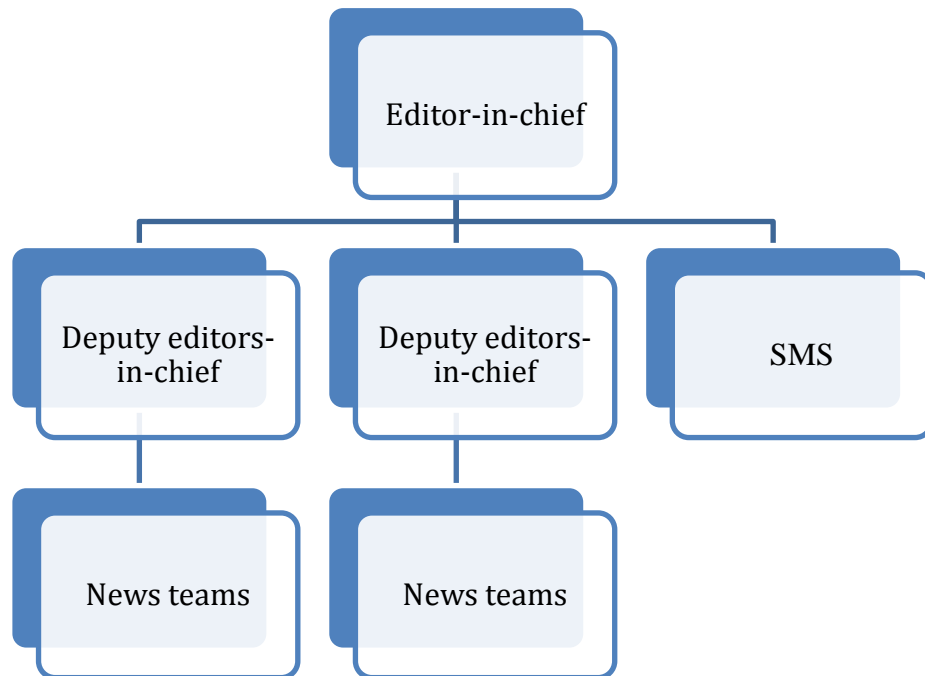 Editor-in-chief
Deputy editors-
in-chief
Deputy editors-
in-chief
SMS
News teams
News teams